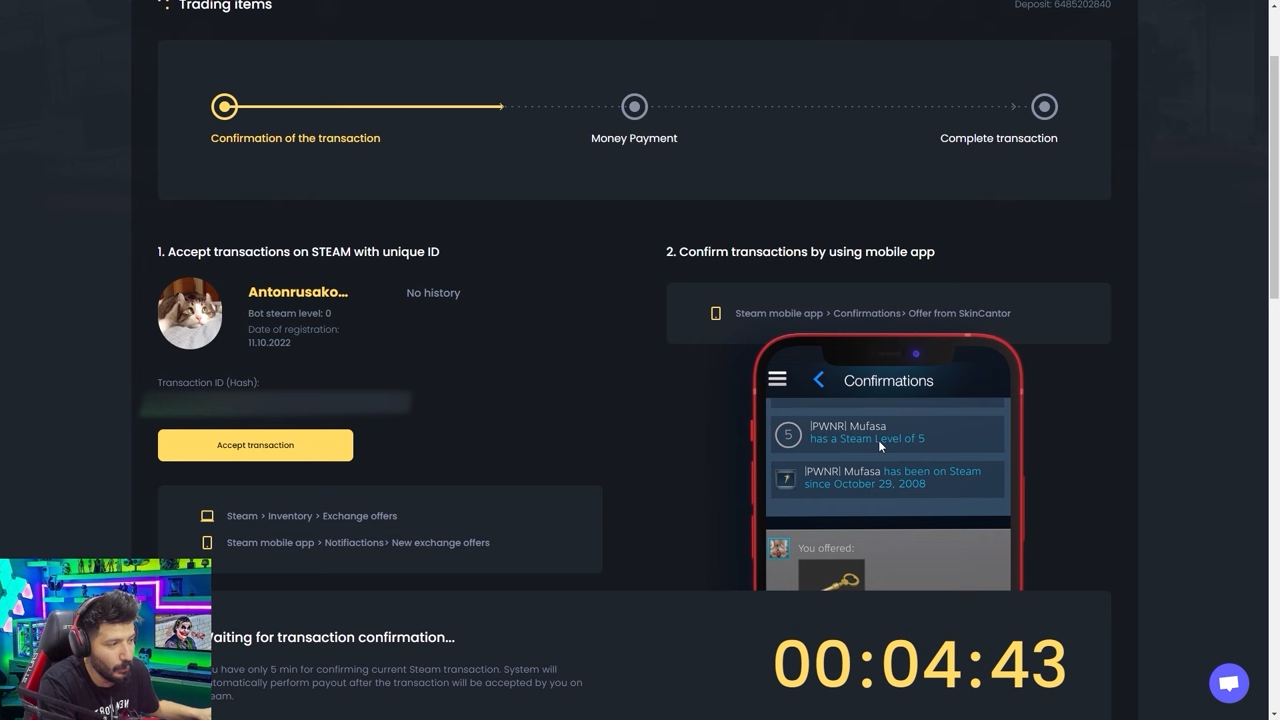 Trading items
Deposit: 6485202840
Confirmation of the transaction
Money Payment
Complete transaction
1. Accept transactions on STEAM with unique ID
Antonrusako...
No history
Bot steam level: 0
Date of registration:
11.10.2022
Transaction ID (Hash):
Accept transaction
Steam > Inventory > Exchange offers
Steam mobile app > Notifiactions> New exchange offers
2. Confirm transactions by using mobile app
Steam mobile app > Confirmations> Offer from SkinCantor
Confirmations
5
|PWNR| Mufasa
has a Steam Level of 5
|PWNR| Mufasa has been on Steam
since October 29, 2008
You offered:
aiting for transaction confirmation...
u have only 5 min for confirming current Steam transaction. System will
tomatically perform payout after the transaction will be accepted by you on
eam.
00:04:43